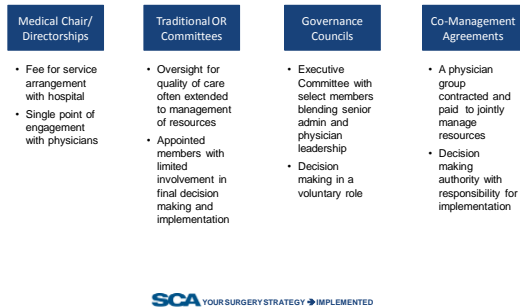 Medical Chair/
Directorships
• Fee for service
arrangement
with hospital
• Single point of
engagement
with physicians
Traditional OR
Committees
• Oversight for
quality of care
often extended
to management
of resources
• Appointed
members with
limited
involvement in
final decision
making and
implementation
Governance
Councils
• Executive
Committee with
select members
blending senior
admin and
physician
leadership
• Decision
making in a
voluntary role
Co-Management
Agreements
• A physician
group
contracted and
paid to jointly
manage
resources
• Decision
making
authority with
responsibility for
implementation
SCA YOUR SURGERY STRATEGY ➔ IMPLEMENTED